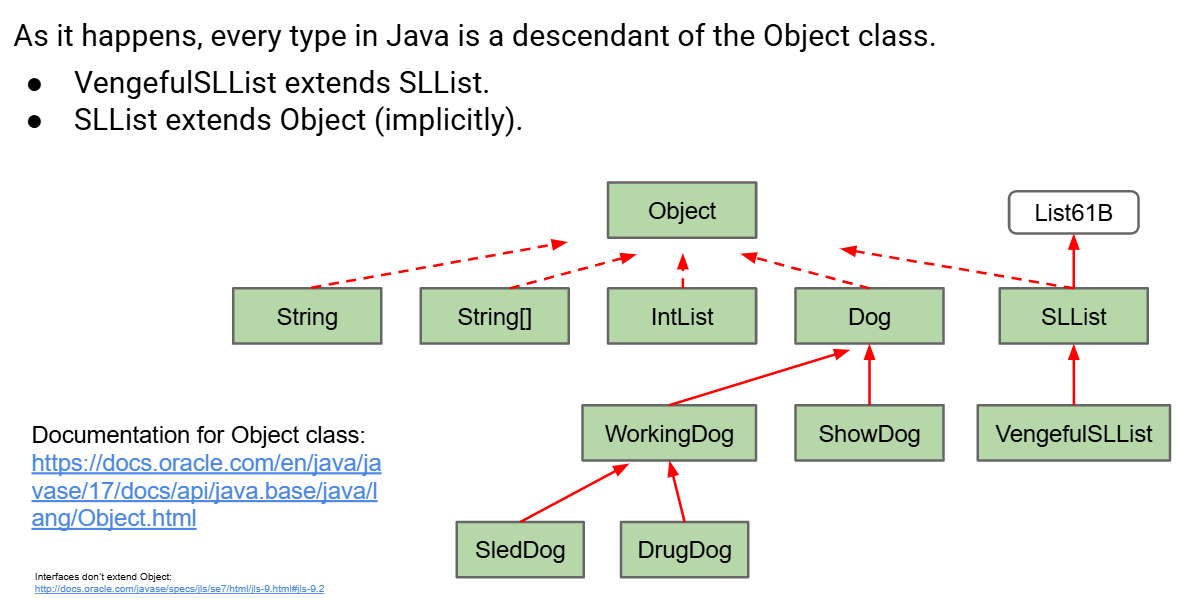 As it happens, every type in Java is a descendant of the Object class.
● VengefulSLList extends SLList.
● SLList extends Object (implicitly).
Object
List61B
String
String[]
IntList
Dog
SLList
WorkingDog
ShowDog
VengefulSLList
SledDog
DrugDog
Documentation for Object class:
https://docs.oracle.com/en/java/ja
vase/17/docs/api/java.base/java/l
ang/Object.html
Interfaces don't extend Object:
http://docs.oracle.com/javase/specs/jls/se7/html/jls-9.html#jls-9.2